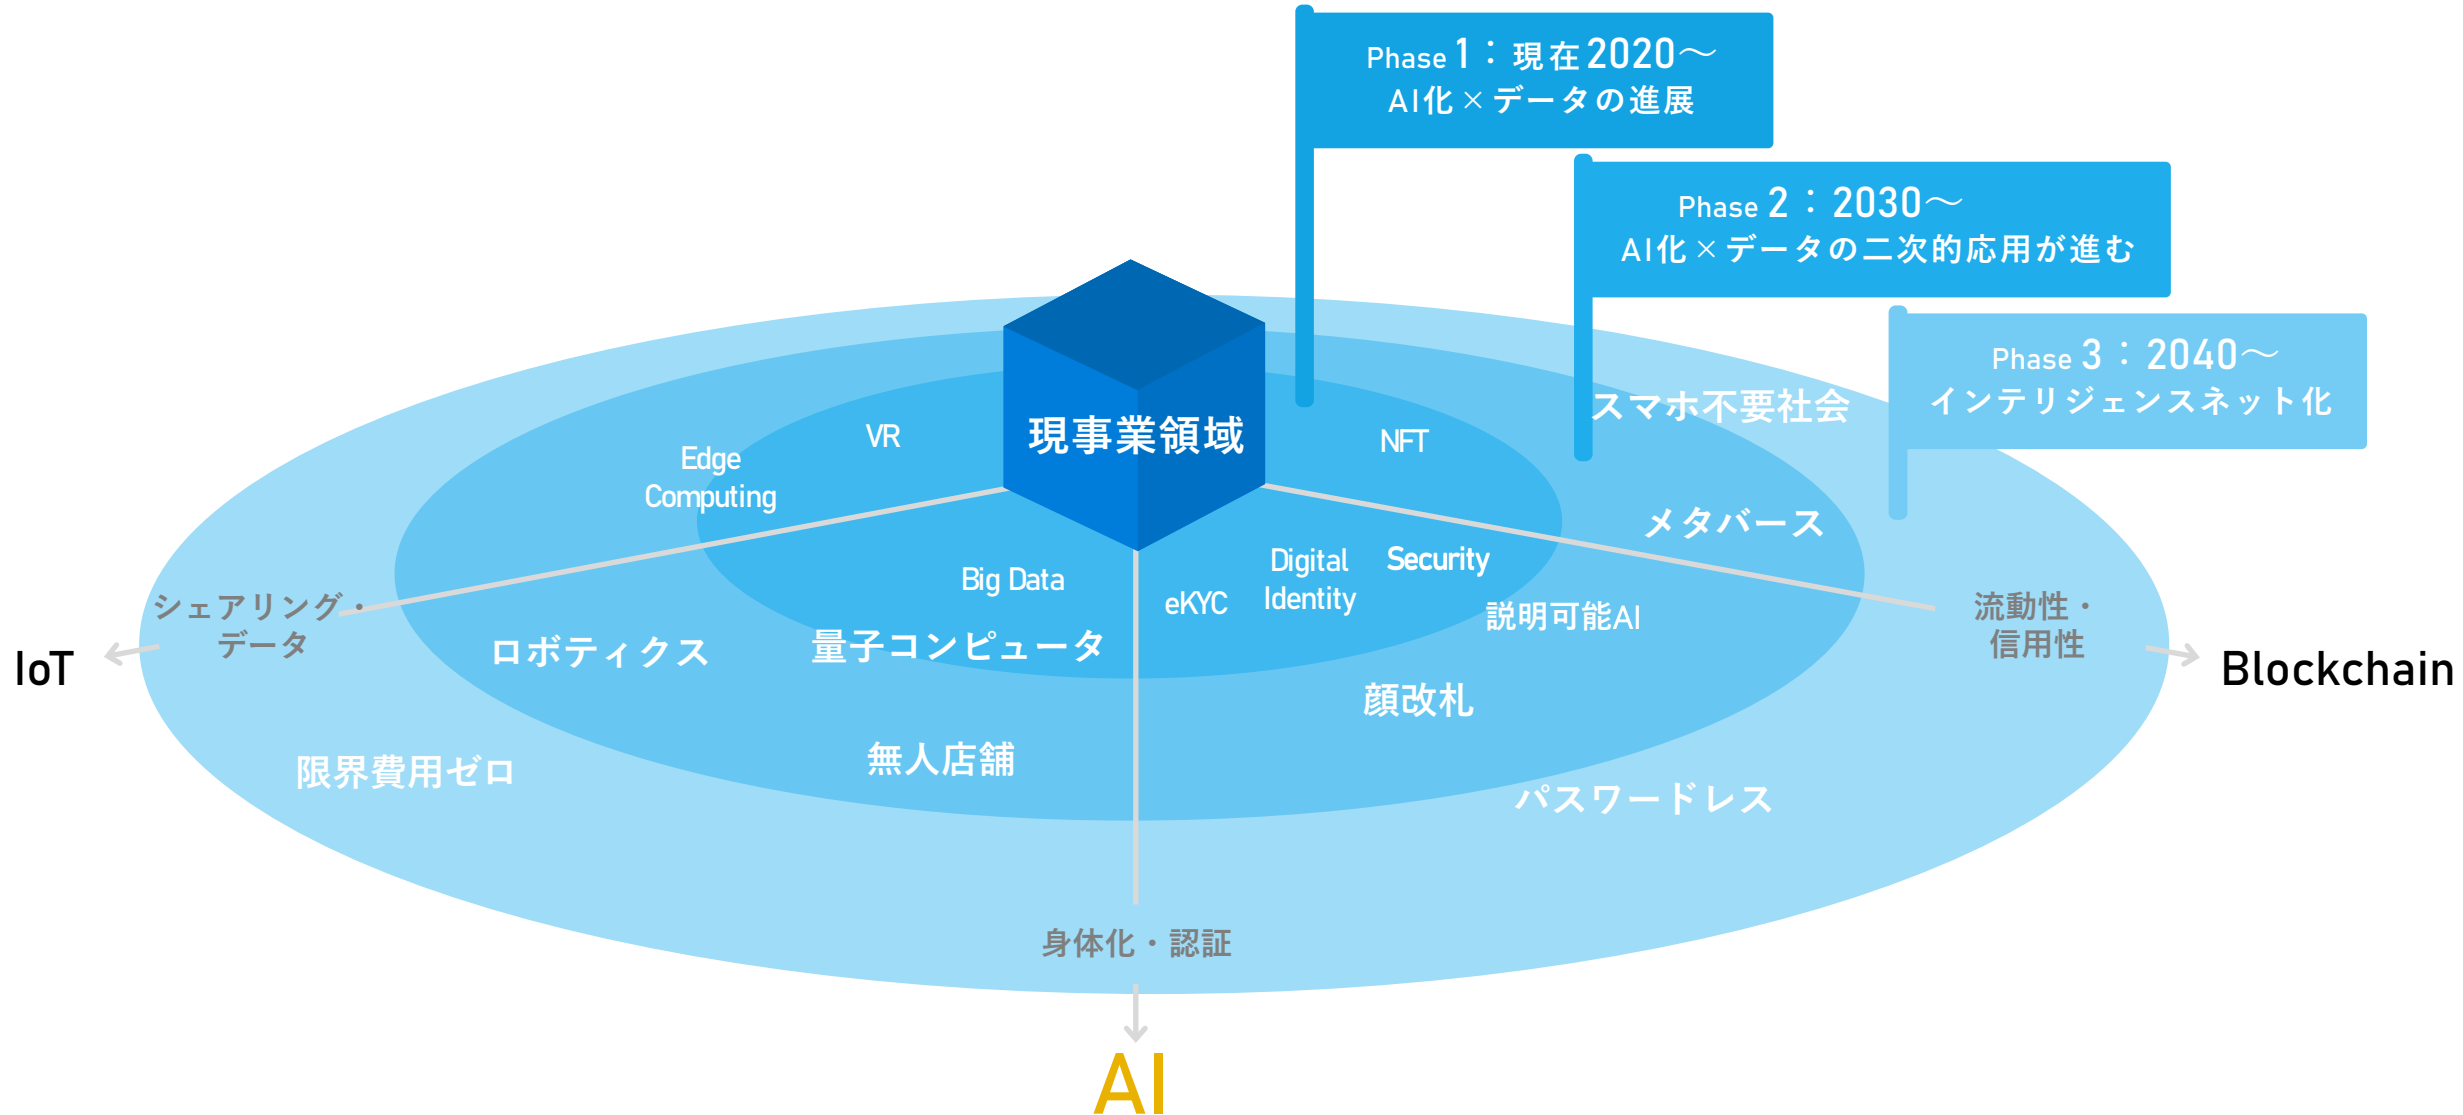 Phase 1：現在2020～
AI化×データの進展
Phase 2：2030～
AI化×データの二次的応用が進む
Phase 3：2040～
インテリジェンスネット化
スマホ不要社会
現事業領域
VR
NFT
Edge
Computing
メタバース
Big Data
eKYC
Digital
Identity
Security
説明可能AI
シェアリング・
データ
流動性・
信用性
IoT
Blockchain
ロボティクス
量子コンピュータ
顔改札
限界費用ゼロ
無人店舗
パスワードレス
身体化・認証
AI